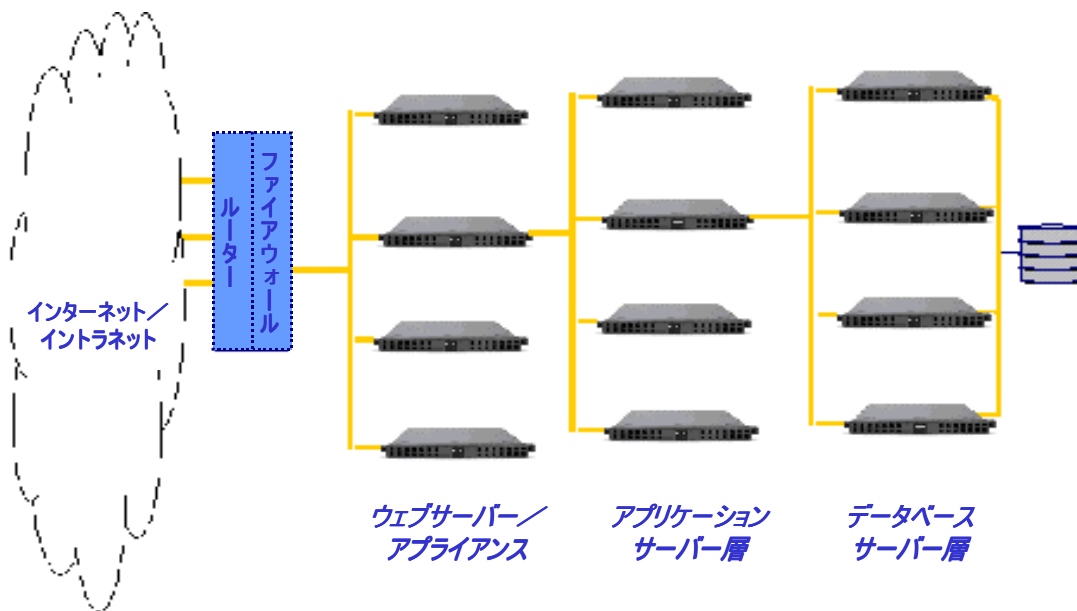 インターネット／
イントラネット
ルーター
ファイアウォール
ウェブサーバー／
アプライアンス
アプリケーション
サーバー層
データベース
サーバー層